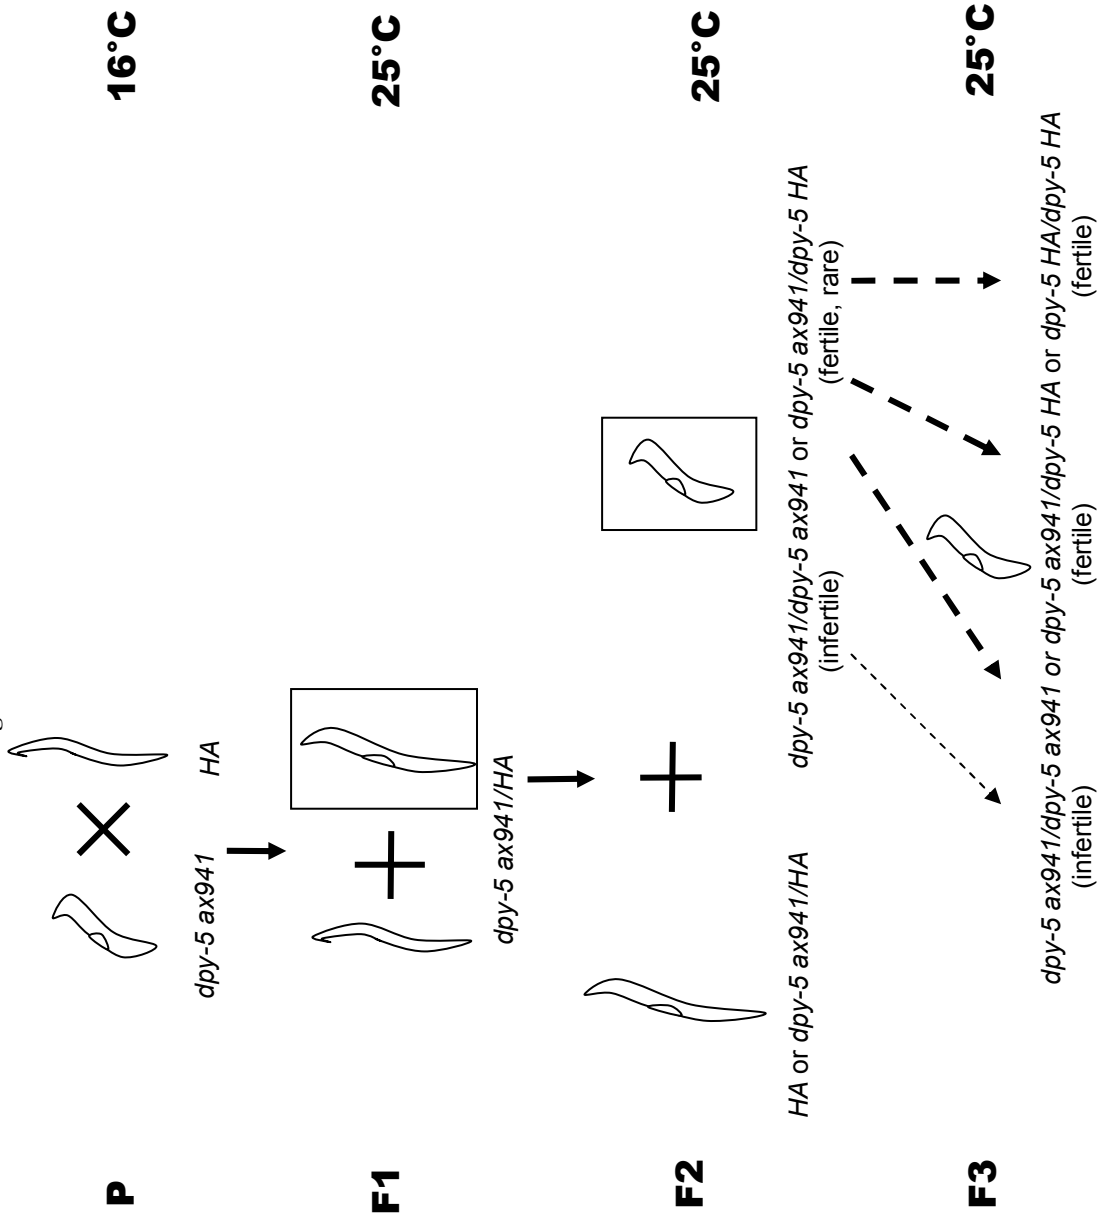 P
16°C
dpy-5 ax941
HA
F1
25°C
dpy-5 ax941/HA
F2
25°C
HA or dpy-5 ax941/HA
dpy-5 ax941/dpy-5 ax941 or dpy-5 ax941/dpy-5 HA
(infertile)
(fertile, rare)
F3
25°C
dpy-5 ax941/dpy-5 ax941 or dpy-5 ax941/dpy-5 HA or dpy-5 HA/dpy-5 HA
(infertile)
(fertile)
(fertile)